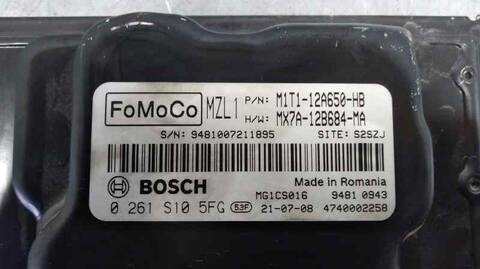 FoMoCo MZL1 P/N: M1T1-12A650-HB
H/W: MX7A-12B684-MA
S/N: 9481007211895 SITE: S2SZJ
BOSCH Made in Romania
MG1CS016 9481 0943
0 261 S10 5FG 53F 21-07-08 4740002258